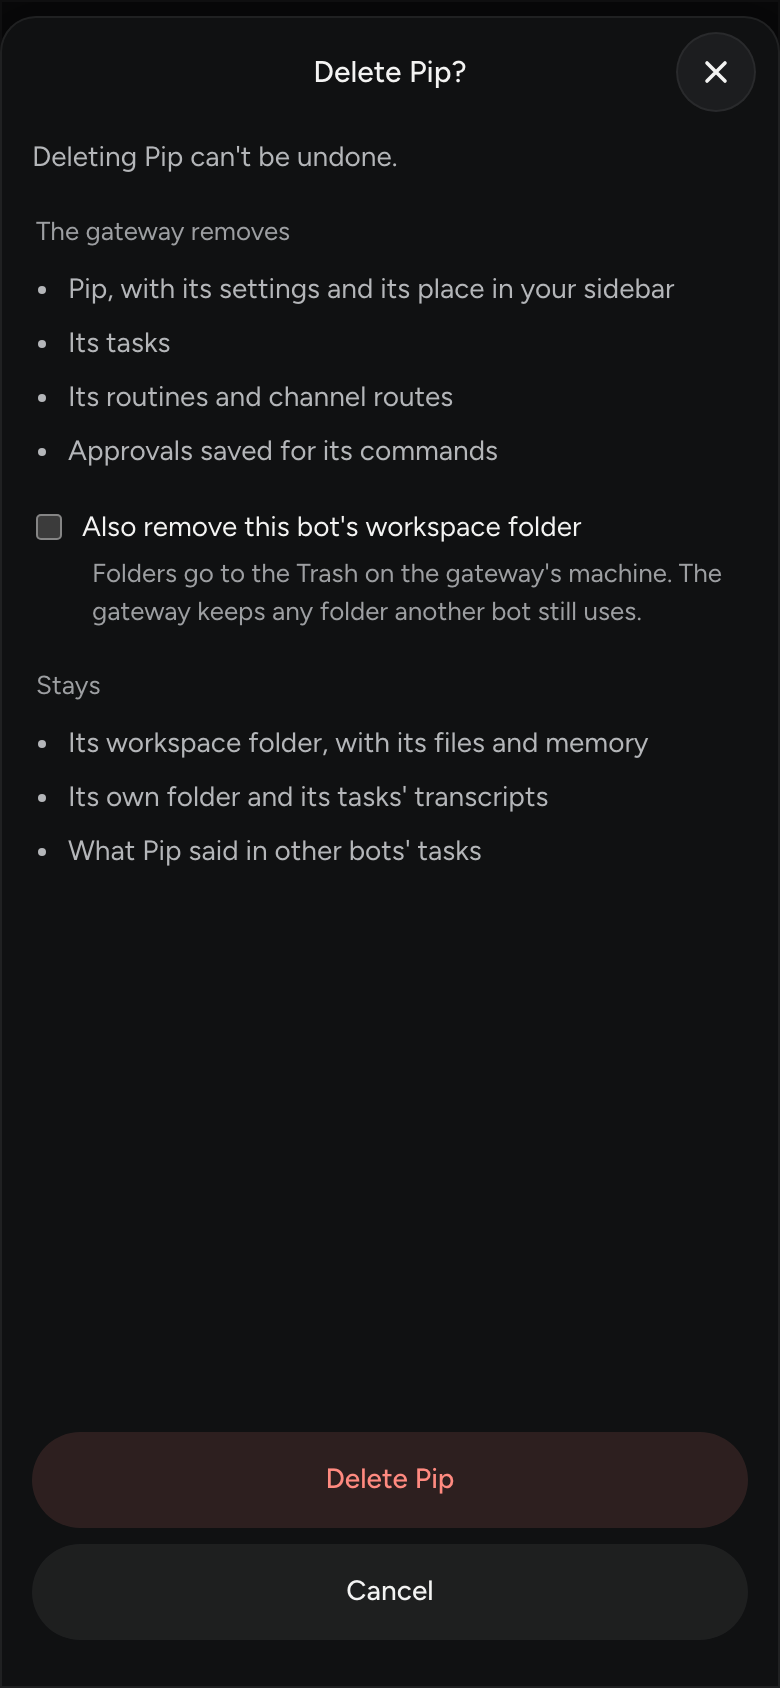 Delete Pip?
Deleting Pip can't be undone.
The gateway removes
• Pip, with its settings and its place in your sidebar
• Its tasks
• Its routines and channel routes
• Approvals saved for its commands
Also remove this bot's workspace folder
Folders go to the Trash on the gateway's machine. The
gateway keeps any folder another bot still uses.
Stays
• Its workspace folder, with its files and memory
• Its own folder and its tasks' transcripts
• What Pip said in other bots' tasks
Delete Pip
Cancel